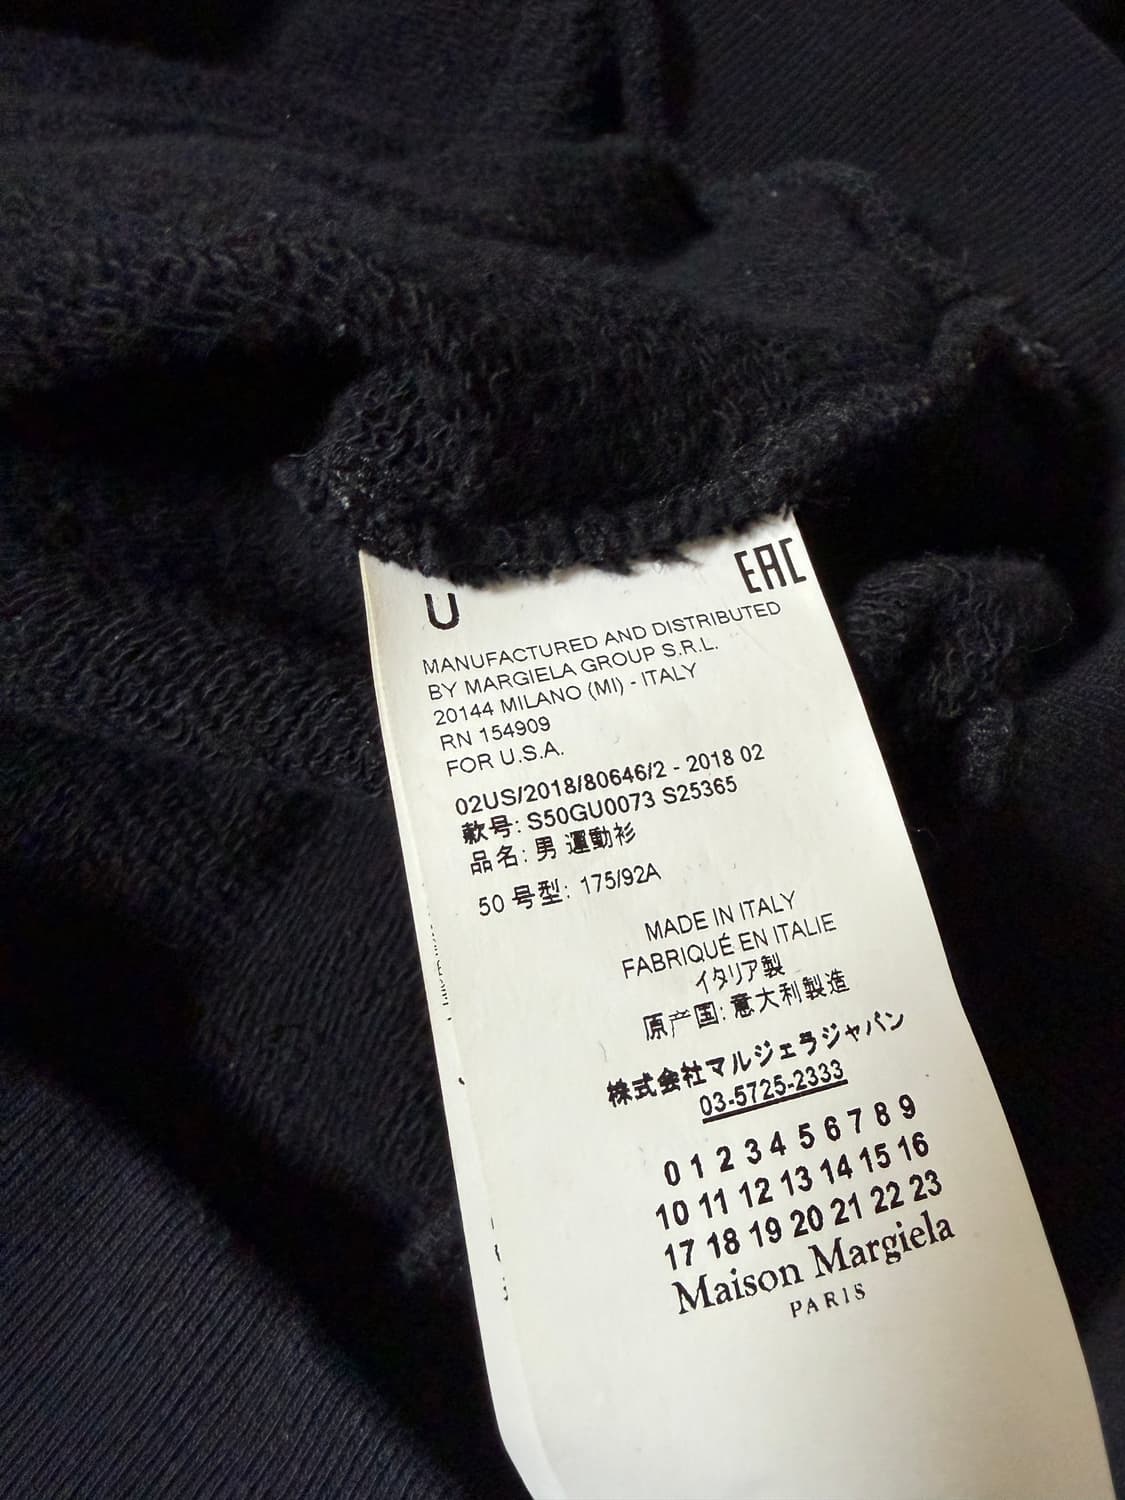 U
EAC
MANUFACTURED AND DISTRIBUTED
BY MARGIELA GROUP S.R.L.
20144 MILANO (MI) - ITALY
RN 154909
FOR U.S.A.
02US/2018/80646/2 - 2018 02
款号: S50GU0073 S25365
品名: 男 運動衫
50 号型: 175/92A
MADE IN ITALY
FABRIQUÉ EN ITALIE
イタリア製
原产国: 意大利製造
株式会社マルジェラジャパン
03-5725-2333
0 1 2 3 4 5 6 7 8 9
10 11 12 13 14 15 16
17 18 19 20 21 22 23
Maison Margiela
PARIS